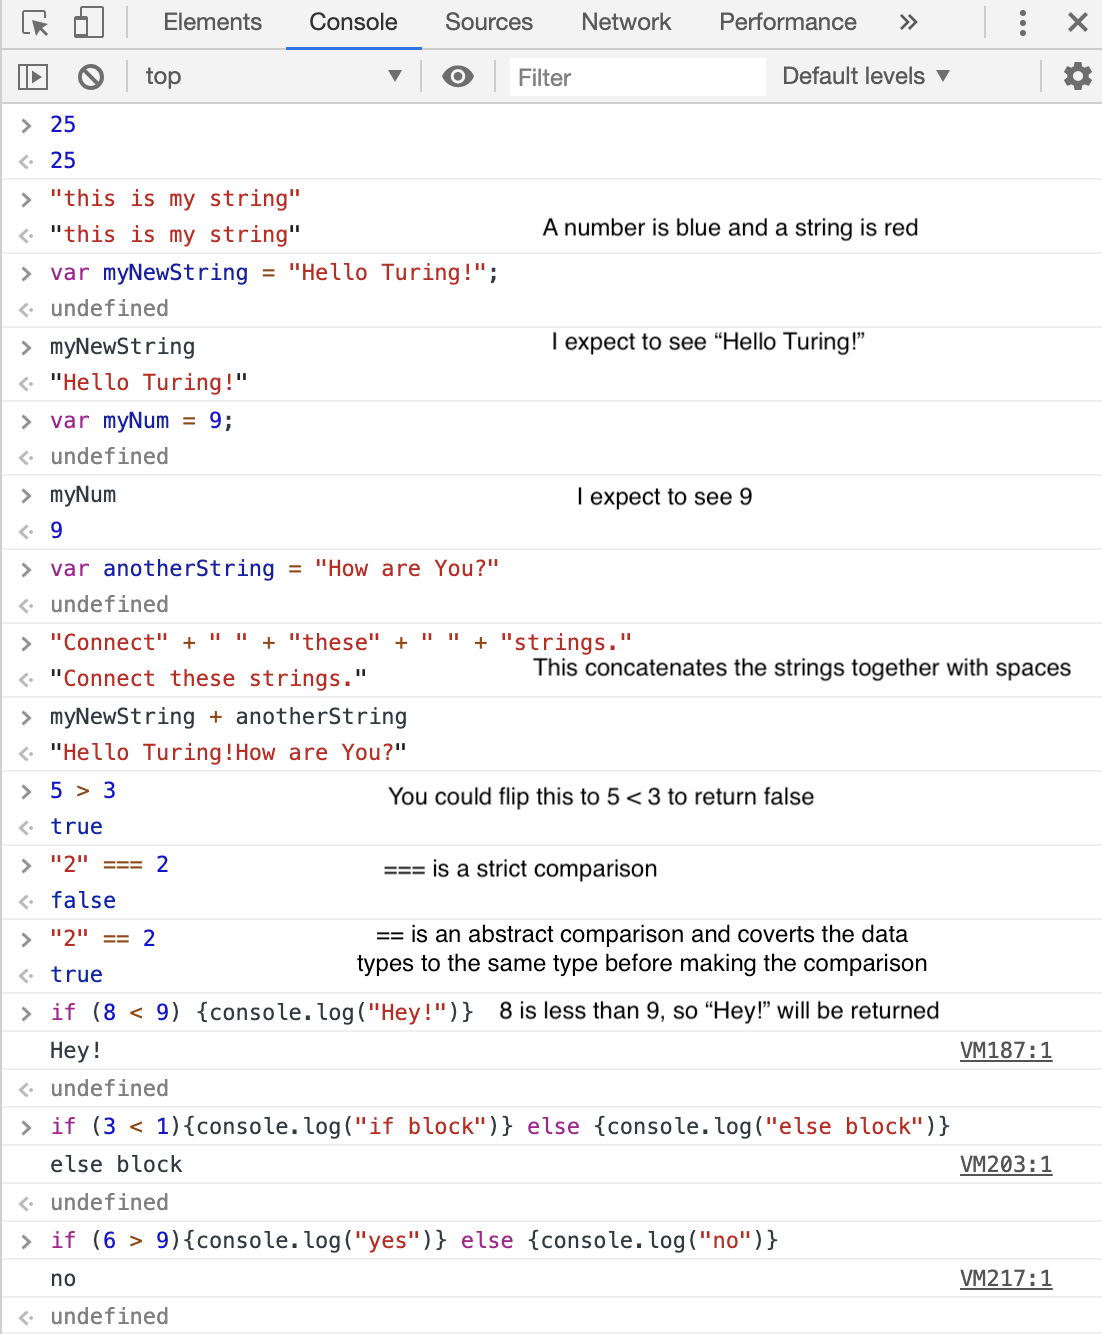 Elements Console Sources Network Performance »
top ▼ Filter Default levels ▼
> 25
<· 25
> "this is my string"
<· "this is my string"
A number is blue and a string is red
> var myNewString = "Hello Turing!";
<· undefined
> myNewString
I expect to see “Hello Turing!”
<· "Hello Turing!"
> var myNum = 9;
<· undefined
> myNum
I expect to see 9
<· 9
> var anotherString = "How are You?"
<· undefined
> "Connect" + " " + "these" + " " + "strings."
This concatenates the strings together with spaces
<· "Connect these strings."
> myNewString + anotherString
<· "Hello Turing!How are You?"
> 5 > 3
You could flip this to 5 < 3 to return false
<· true
> "2" === 2
=== is a strict comparison
<· false
> "2" == 2
== is an abstract comparison and coverts the data
types to the same type before making the comparison
<· true
> if (8 < 9) {console.log("Hey!")}
8 is less than 9, so “Hey!” will be returned
Hey! VM187:1
<· undefined
> if (3 < 1){console.log("if block")} else {console.log("else block")}
else block VM203:1
<· undefined
> if (6 > 9){console.log("yes")} else {console.log("no")}
no VM217:1
<· undefined